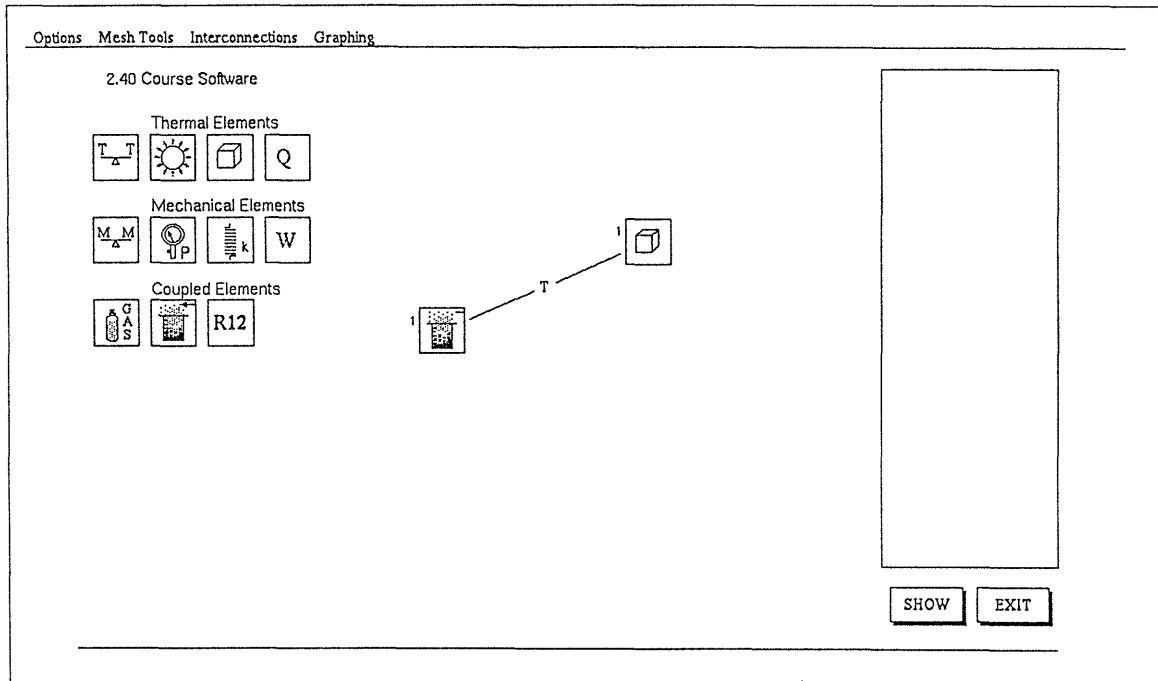 Options Mesh Tools Interconnections Graphing
2.40 Course Software
Thermal Elements
T T Q
Mechanical Elements
M M P k W
Coupled Elements
GAS R12
1
T
1
SHOW EXIT